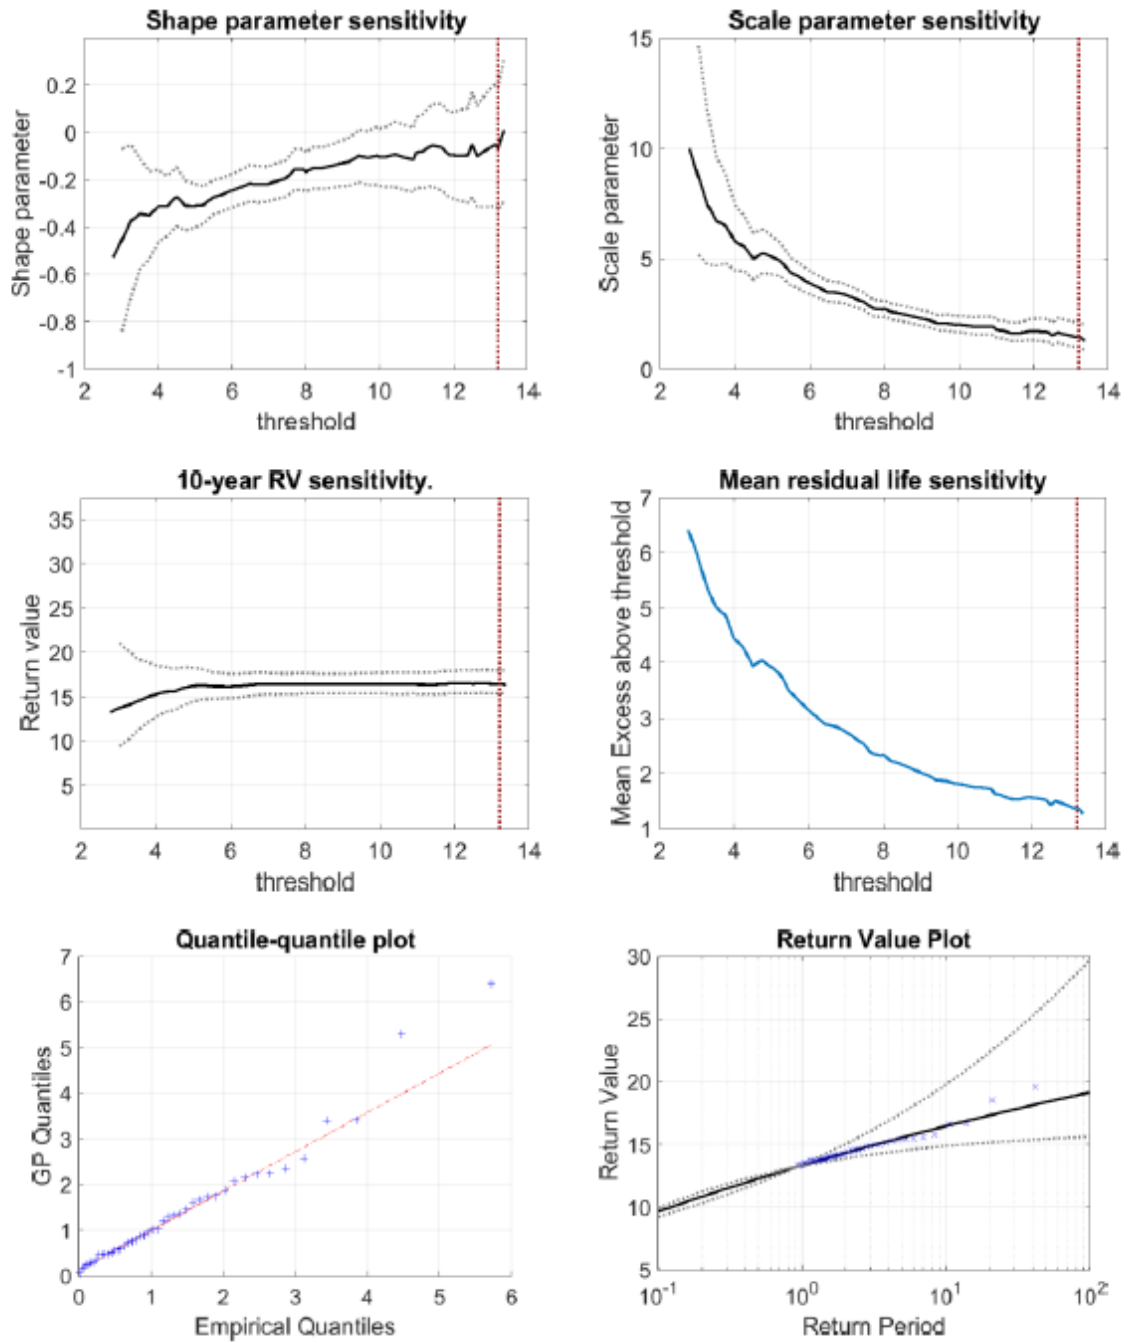 Shape parameter sensitivity
Shape parameter
0.2
0
-0.2
-0.4
-0.6
-0.8
-1
2 4 6 8 10 12 14
threshold
Scale parameter sensitivity
Scale parameter
15
10
5
0
2 4 6 8 10 12 14
threshold
10-year RV sensitivity.
Return value
35
30
25
20
15
10
5
2 4 6 8 10 12 14
threshold
Mean residual life sensitivity
Mean Excess above threshold
7
6
5
4
3
2
1
2 4 6 8 10 12 14
threshold
Quantile-quantile plot
GP Quantiles
7
6
5
4
3
2
1
0
0 1 2 3 4 5 6
Empirical Quantiles
Return Value Plot
Return Value
30
25
20
15
10
5
10⁻¹ 10⁰ 10¹ 10²
Return Period